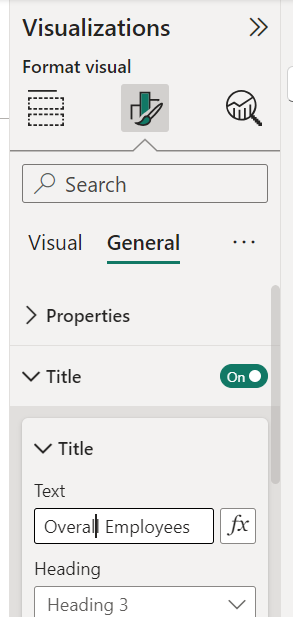 Visualizations
Format visual
Search
Visual General ...
Properties
Title On
Title
Text
Overall Employees fx
Heading
Heading 3